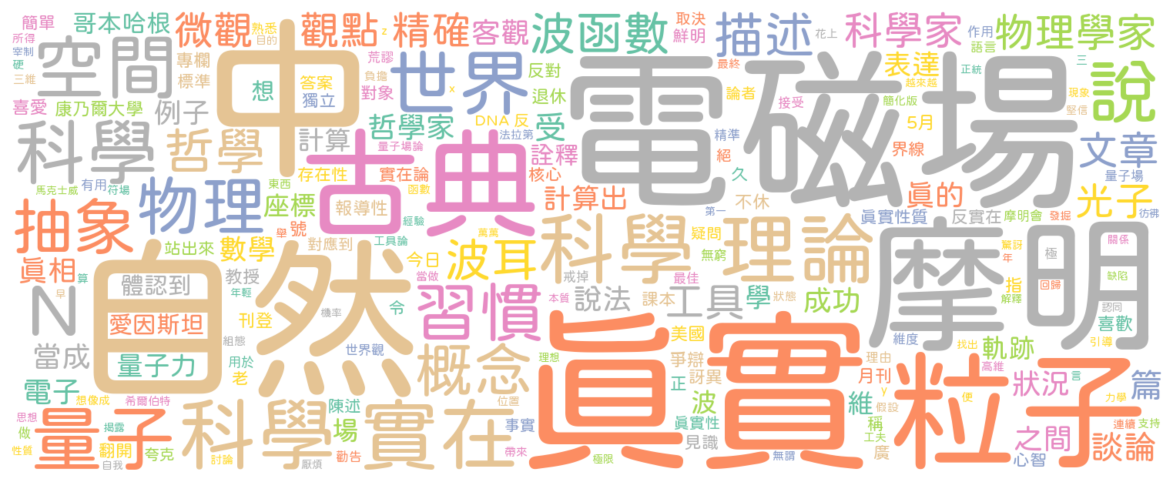 簡單 哥本哈根 微觀 熟悉 目的 z 觀點 精確 客觀 波函數 取決 鮮明 描述 花上 科學家 作用 語言 物理學家
所得 宰制 硬 三維 空間 專欄 標準 中 荒謬 答案 想 獨立 負擔 對象 世界 x 反對 退休 最終 電磁場 論者 接受 表達 越來越 正統 三 簡化版 現象 堅信 說
喜愛 康乃爾大學 例子 哲學家 DNA 反 法拉第 受 精準 5月 界線 量子場 文章
科學 哲學 計算 量子場論 古典 詮釋 絕 核心 存在性 實在論 函數
馬克士威 有用 符場 物理 東西 座標 報導性 經驗 計算出 久 不休 真的 眞實性質 反實在 摩明會 發掘 光子 彷彿
抽象 站出來 數學 舉 號 對應到 工具論 萬萬 第一 疑問 科學 理論 摩明 極 關係
眞相 算 體認到 教授 今日 波耳 無窮 戒掉 驚訝 年 指 解釋 回歸 缺陷
N 早 愛因斯坦 年輕 刊登 自然 機率 令 當做 習慣 本質 說法 最佳 課本 工具 學 狀態 成功 認同 喜歡
當成 量子力 組態 用於 世界觀 概念 位置 理想 眞實 美國 爭辯 訝異 理由 月刊 維度 找出 軌跡 引導 高維
電子 想像成 希爾伯特 老 陳述 正 波 眞實性 維 y 假設 粒子 便 狀況 言 力學 篇
思想 做 揭露 量子 科學 實在 場 事實 見識 稱 工夫 廣 之間 連續 支持
性質 翻開 自我 夸克 討論 厭煩 勸告 帶來 極限 無謂 心智 談論